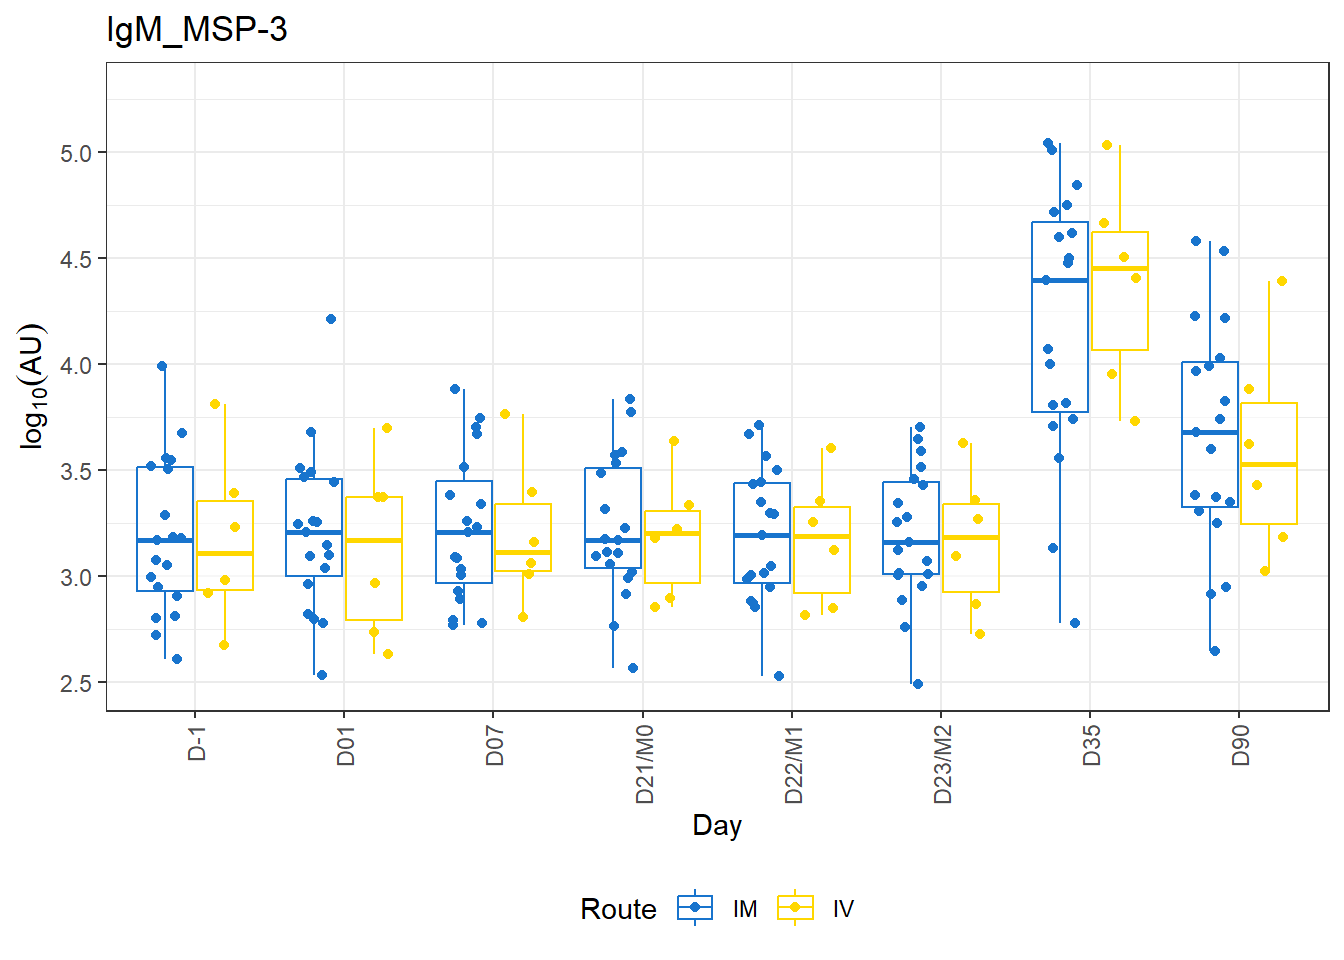 IgM_MSP-3
log10(AU)
5.0
4.5
4.0
3.5
3.0
2.5
D-1
D01
D07
D21/M0
D22/M1
D23/M2
D35
D90
Day
Route IM IV